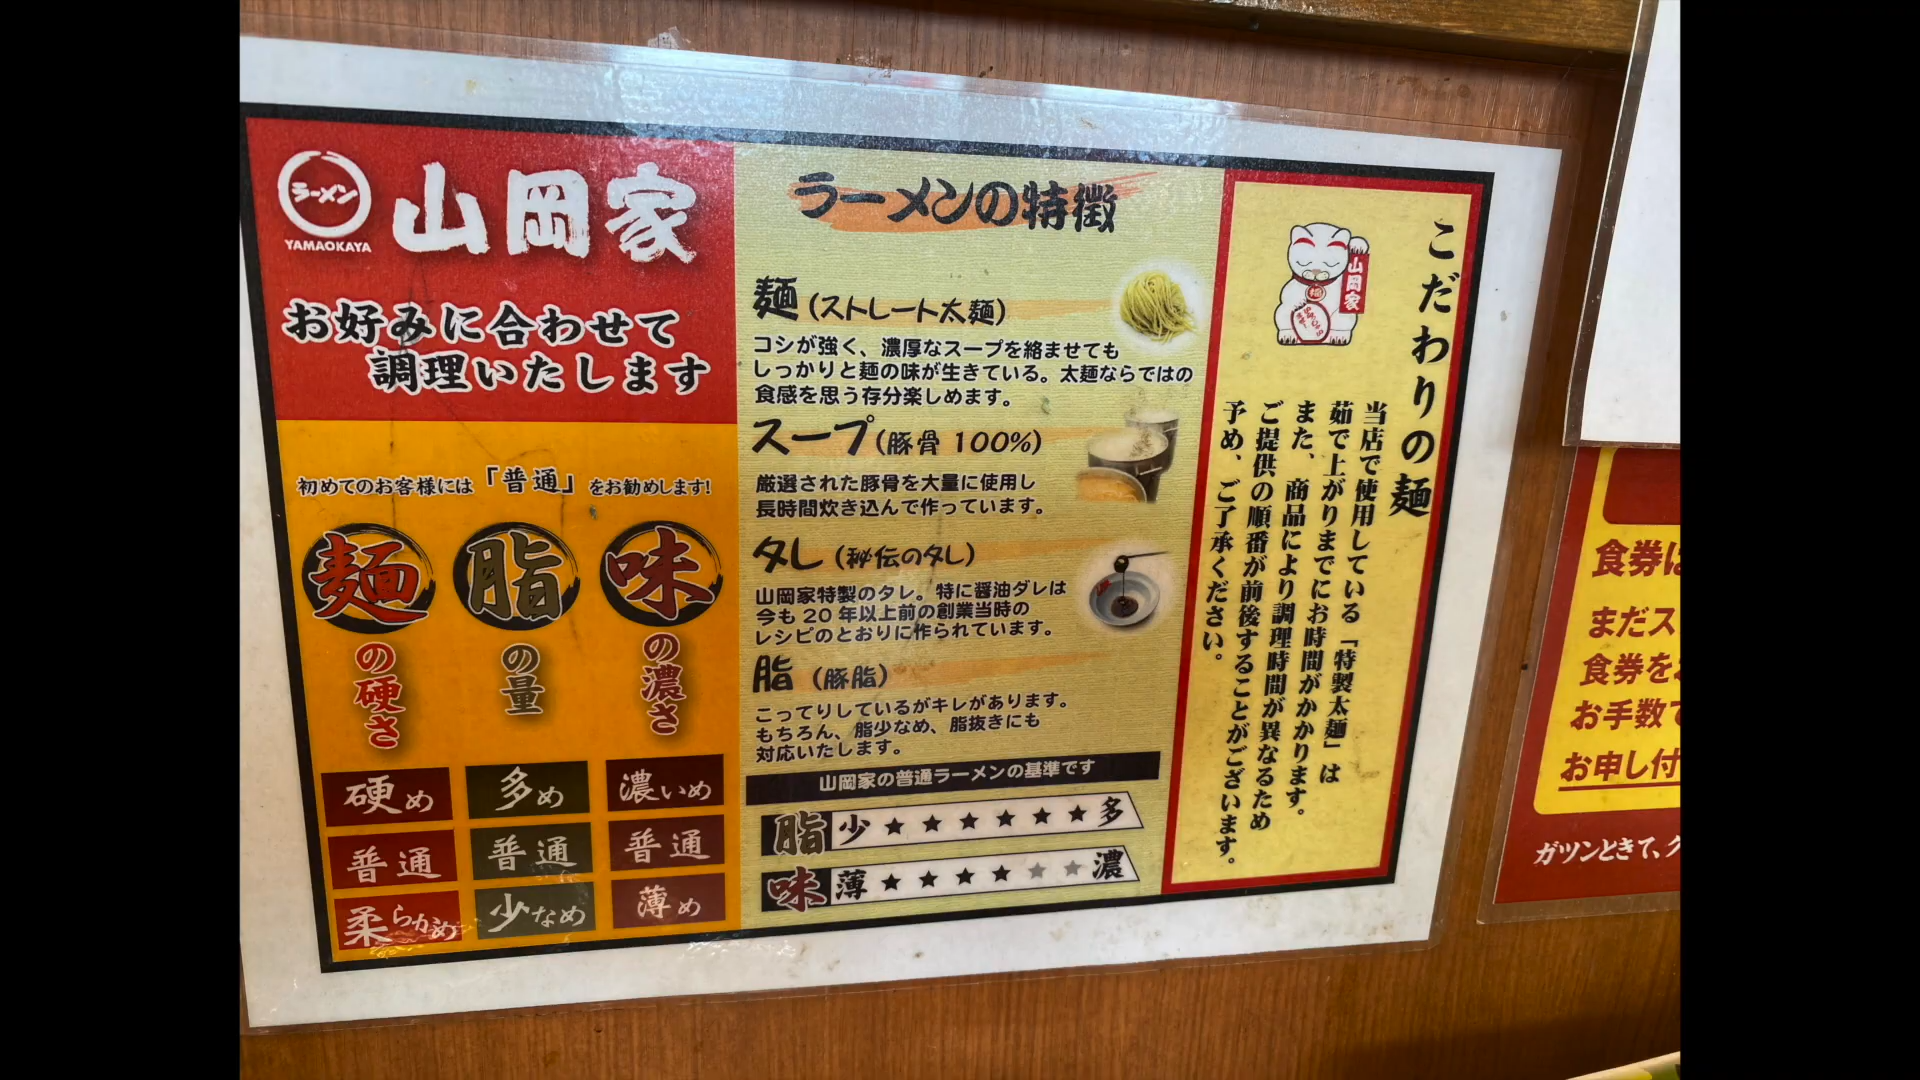 ラーメン
YAMAOKAYA
山岡家
お好みに合わせて
調理いたします
初めてのお客様には「普通」をお勧めします!
麺の硬さ
脂の量
味の濃さ
硬め
多め
濃いめ
普通
普通
普通
柔らかめ
少なめ
薄め
ラーメンの特徴
麺(ストレート太麺)
コシが強く、濃厚なスープを絡ませても
しっかりと麺の味が生きている。太麺ならではの
食感を思う存分楽しめます。
スープ(豚骨 100%)
厳選された豚骨を大量に使用し
長時間炊き込んで作っています。
タレ(秘伝のタレ)
山岡家特製のタレ。特に醤油ダレは
今も 20 年以上前の創業当時の
レシピのとおりに作られています。
脂(豚脂)
こってりしているがキレがあります。
もちろん、脂少なめ、脂抜きにも
対応いたします。
山岡家の普通ラーメンの基準です
脂 少 ★ ★ ★ ★ ★ ★ 多
味 薄 ★ ★ ★ ★ ★ ★ 濃
こだわりの麺
山岡家
福
当店で使用している「特製太麺」は
茹で上がりまでにお時間がかかります。
また、商品により調理時間が異なるため
ご提供の順番が前後することがございます。
予め、ご了承ください。
食券は
まだス
食券を
お手数で
お申し付
ガツンときて、ク